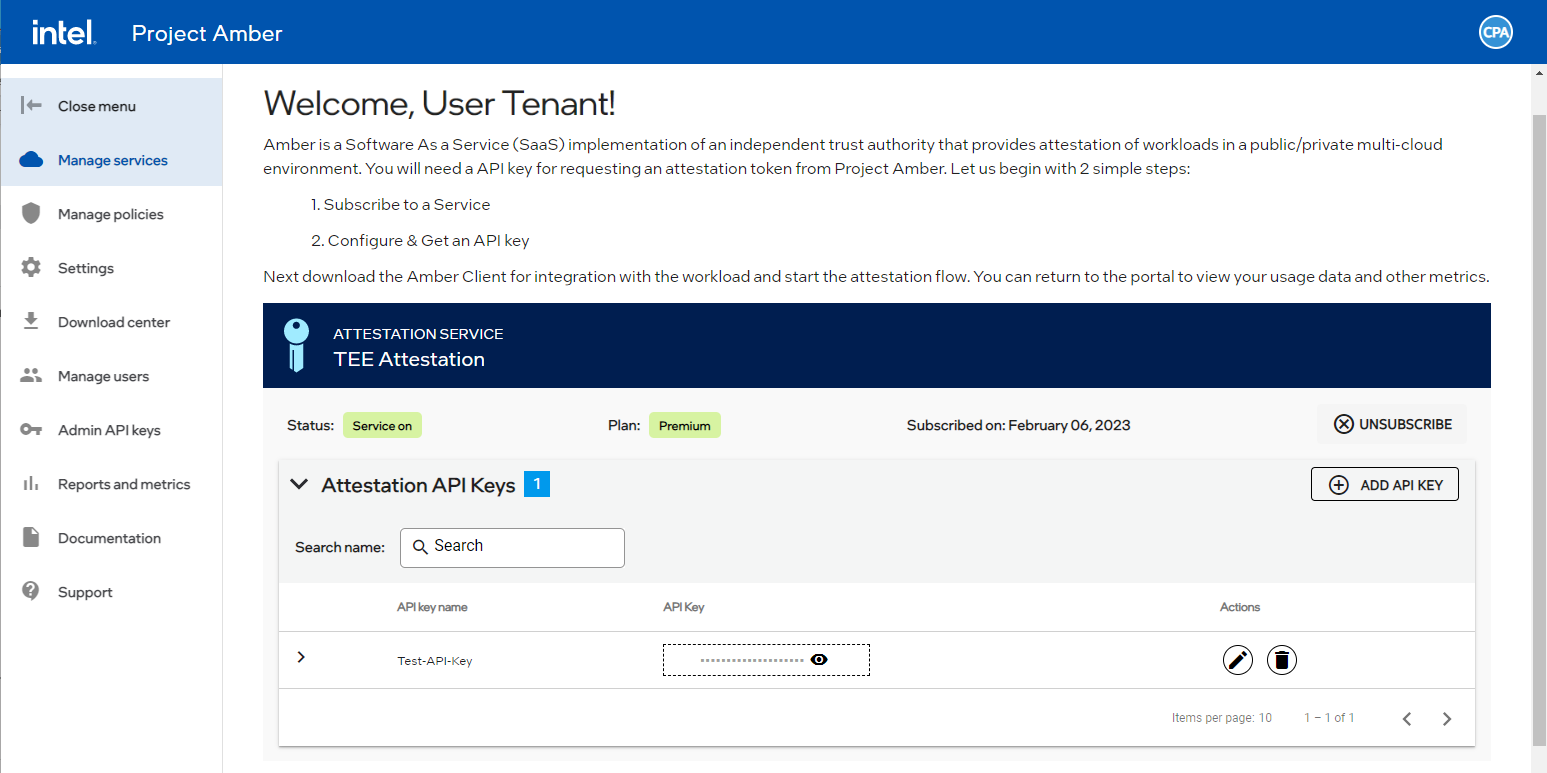 intel. Project Amber CPA
Close menu
Manage services
Manage policies
Settings
Download center
Manage users
Admin API keys
Reports and metrics
Documentation
Support
Welcome, User Tenant!
Amber is a Software As a Service (SaaS) implementation of an independent trust authority that provides attestation of workloads in a public/private multi-cloud
environment. You will need a API key for requesting an attestation token from Project Amber. Let us begin with 2 simple steps:
1. Subscribe to a Service
2. Configure & Get an API key
Next download the Amber Client for integration with the workload and start the attestation flow. You can return to the portal to view your usage data and other metrics.
ATTESTATION SERVICE
TEE Attestation
Status: Service on Plan: Premium Subscribed on: February 06, 2023 UNSUBSCRIBE
Attestation API Keys 1 ADD API KEY
Search name: Search
API key name API Key Actions
Test-API-Key
Items per page: 10 1 – 1 of 1